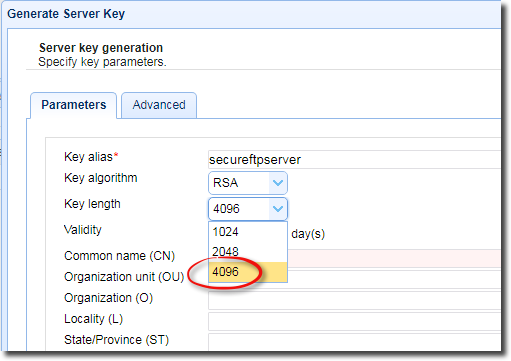 Generate Server Key
Server key generation
Specify key parameters.
Parameters Advanced
Key alias* secureftpserver
Key algorithm RSA
Key length 4096
Validity 1024 day(s)
2048
Common name (CN)
4096
Organization unit (OU)
Organization (O)
Locality (L)
State/Province (ST)